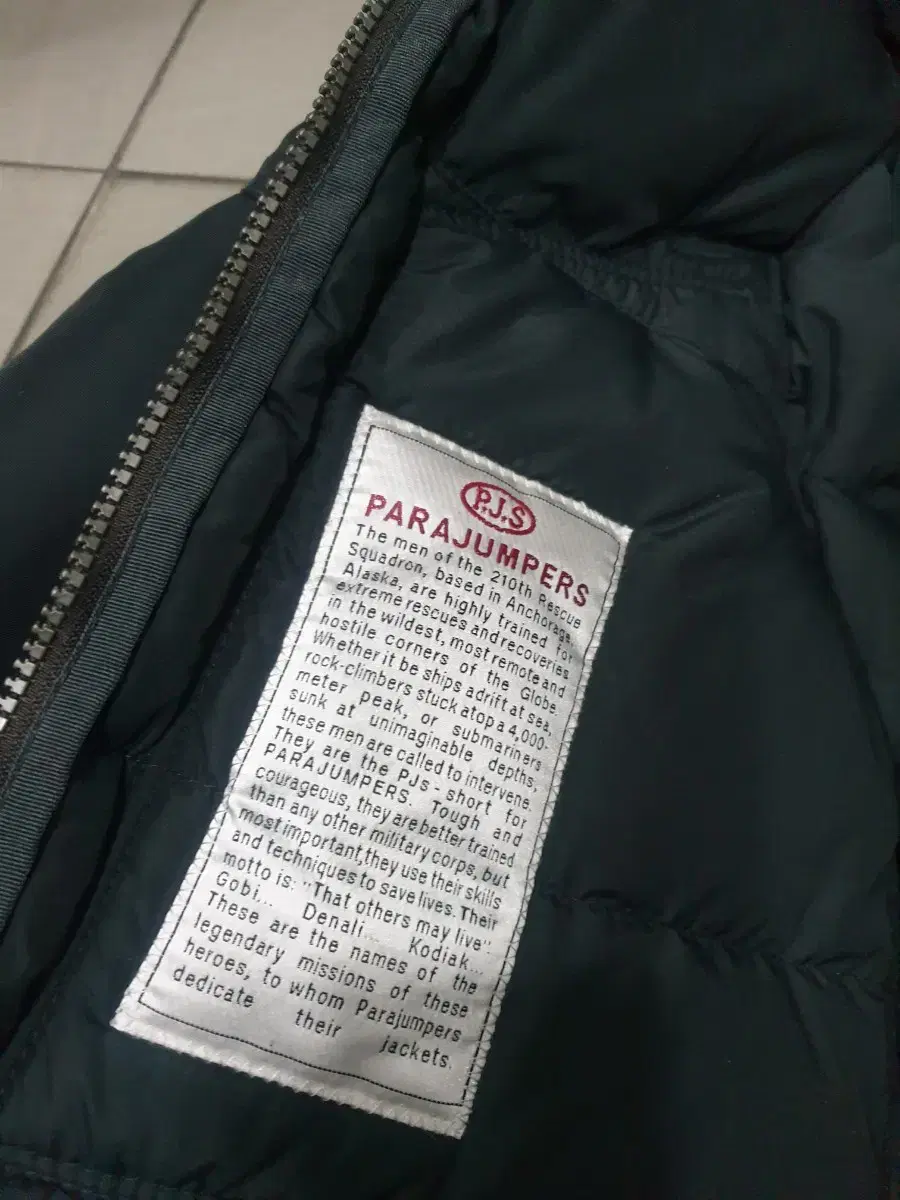 P.J.S
PARAJUMPERS
The men of the 210th Rescue
Squadron, based in Anchorage,
Alaska, are highly trained for
extreme rescues and recoveries
in the wildest, most remote and
hostile corners of the Globe.
Whether it be ships adrift at sea,
rock-climbers stuck atop a 4,000-
meter peak, or submariners
sunk at unimaginable depths,
these men are called to intervene.
They are the PJs - short for
PARAJUMPERS. Tough and
courageous, they are better trained
than any other military corps, but
most important,they use their skills
and techniques to save lives. Their
motto is: "That others may live"
Gobi... Denali... Kodiak...
These are the names of the
legendary missions of these
heroes, to whom Parajumpers
dedicate their jackets.